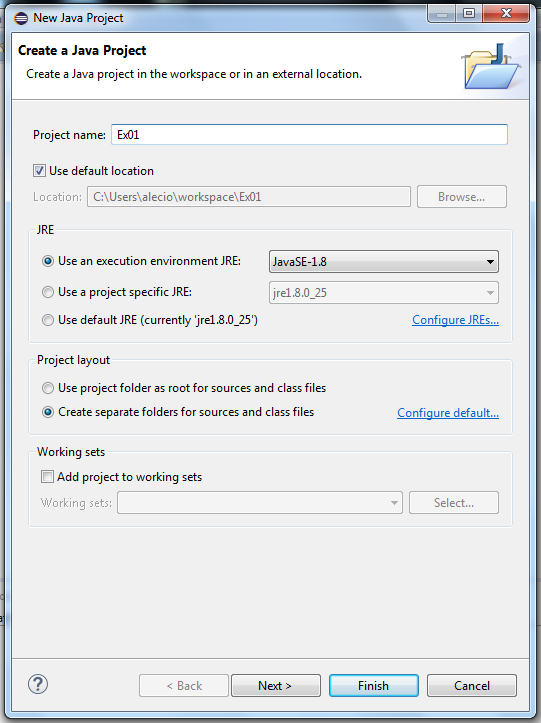 New Java Project
Create a Java Project
Create a Java project in the workspace or in an external location.
Project name: Ex01
Use default location
Location: C:\Users\alecio\workspace\Ex01 Browse...
JRE
Use an execution environment JRE: JavaSE-1.8
Use a project specific JRE: jre1.8.0_25
Use default JRE (currently 'jre1.8.0_25') Configure JREs...
Project layout
Use project folder as root for sources and class files
Create separate folders for sources and class files Configure default...
Working sets
Add project to working sets
Working sets: Select...
? < Back Next > Finish Cancel